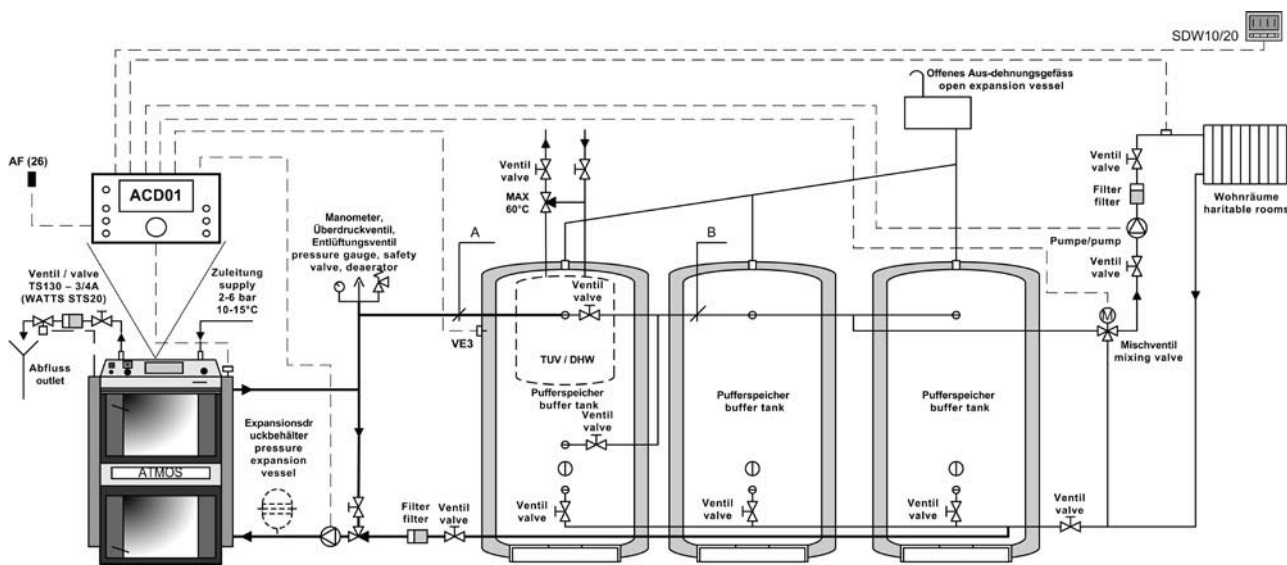 SDW10/20
Offenes Aus-dehnungsgefäss
open expansion vessel
AF (26)
ACD01
Ventil
valve
MAX
60°C
Ventil
valve
Filter
filter
Wohnräume
haritable rooms
Manometer,
Überdruckventil,
Entlüftungsventil
pressure gauge, safety
valve, deaerator
A
B
Pumpe/pump
Ventil
valve
Ventil / valve
TS130 – 3/4A
(WATTS STS20)
Zuleitung
supply
2-6 bar
10-15°C
Ventil
valve
M
VE3
Mischventil
mixing valve
Abfluss
outlet
TUV / DHW
Pufferspeicher
buffer tank
Pufferspeicher
buffer tank
Pufferspeicher
buffer tank
Ventil
valve
Expansionsdr
uckbehälter
pressure
expansion
vessel
ATMOS
Filter
filter
Ventil
valve
Ventil
valve
Ventil
valve
Ventil
valve
Ventil
valve